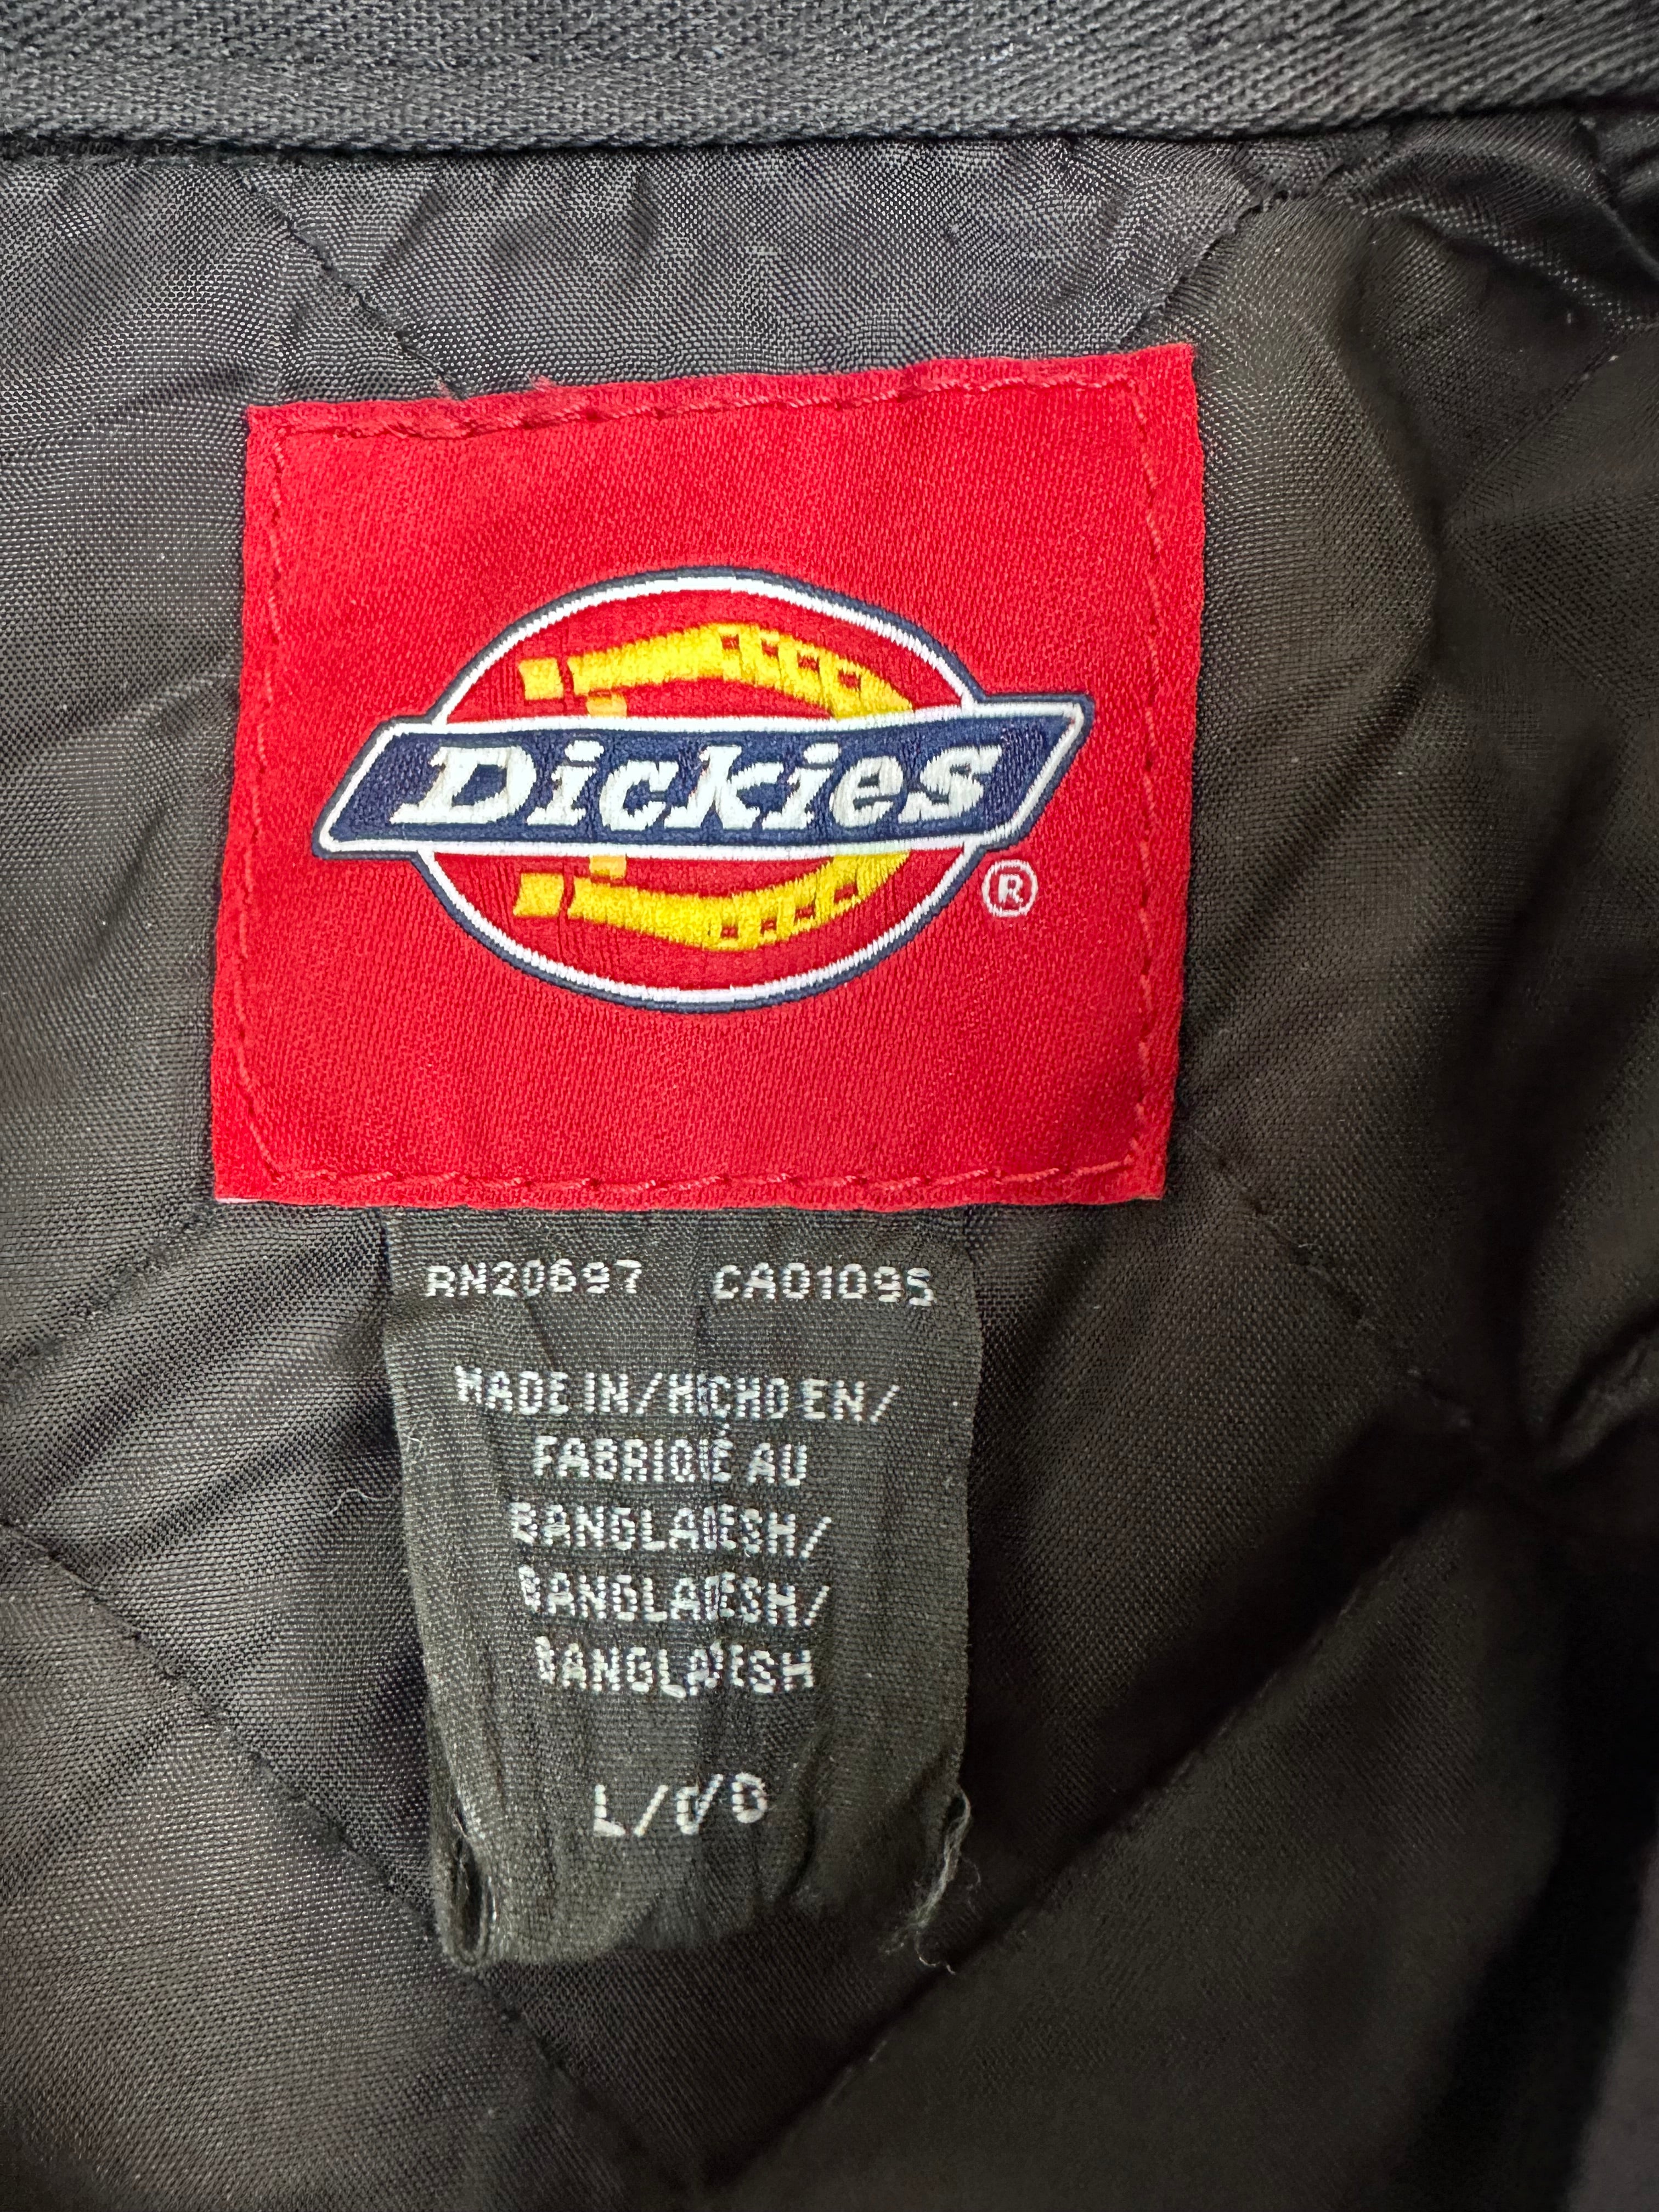 Dickies
®
RN20697 CA01095
MADE IN/HECHO EN/
FABRIQUÉ AU
BANGLADESH/
BANGLADESH/
BANGLADESH
L/G/G